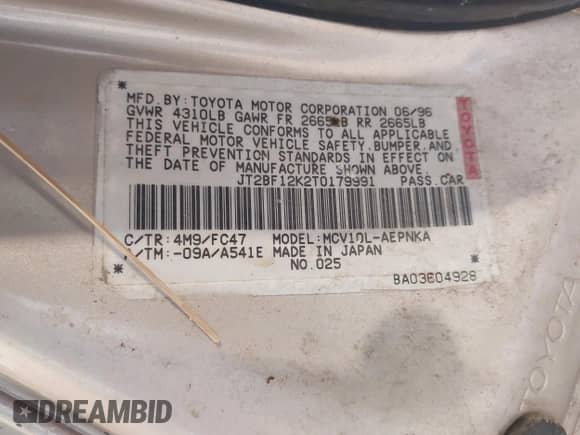 MFD. BY: TOYOTA MOTOR CORPORATION 06/96
GVWR 4310LB GAWR FR 2665LB RR 2665LB
THIS VEHICLE CONFORMS TO ALL APPLICABLE
FEDERAL MOTOR VEHICLE SAFETY, BUMPER, AND
THEFT PREVENTION STANDARDS IN EFFECT ON
THE DATE OF MANUFACTURE SHOWN ABOVE.
JT2BF12K2T0179991 PASS. CAR
TOYOTA
C/TR: 4M9/FC47 MODEL: MCV10L-AEPNKA
A/TM: -09A/A541E MADE IN JAPAN
NO. 025
BA03604928
TOYOTA
DREAMBID